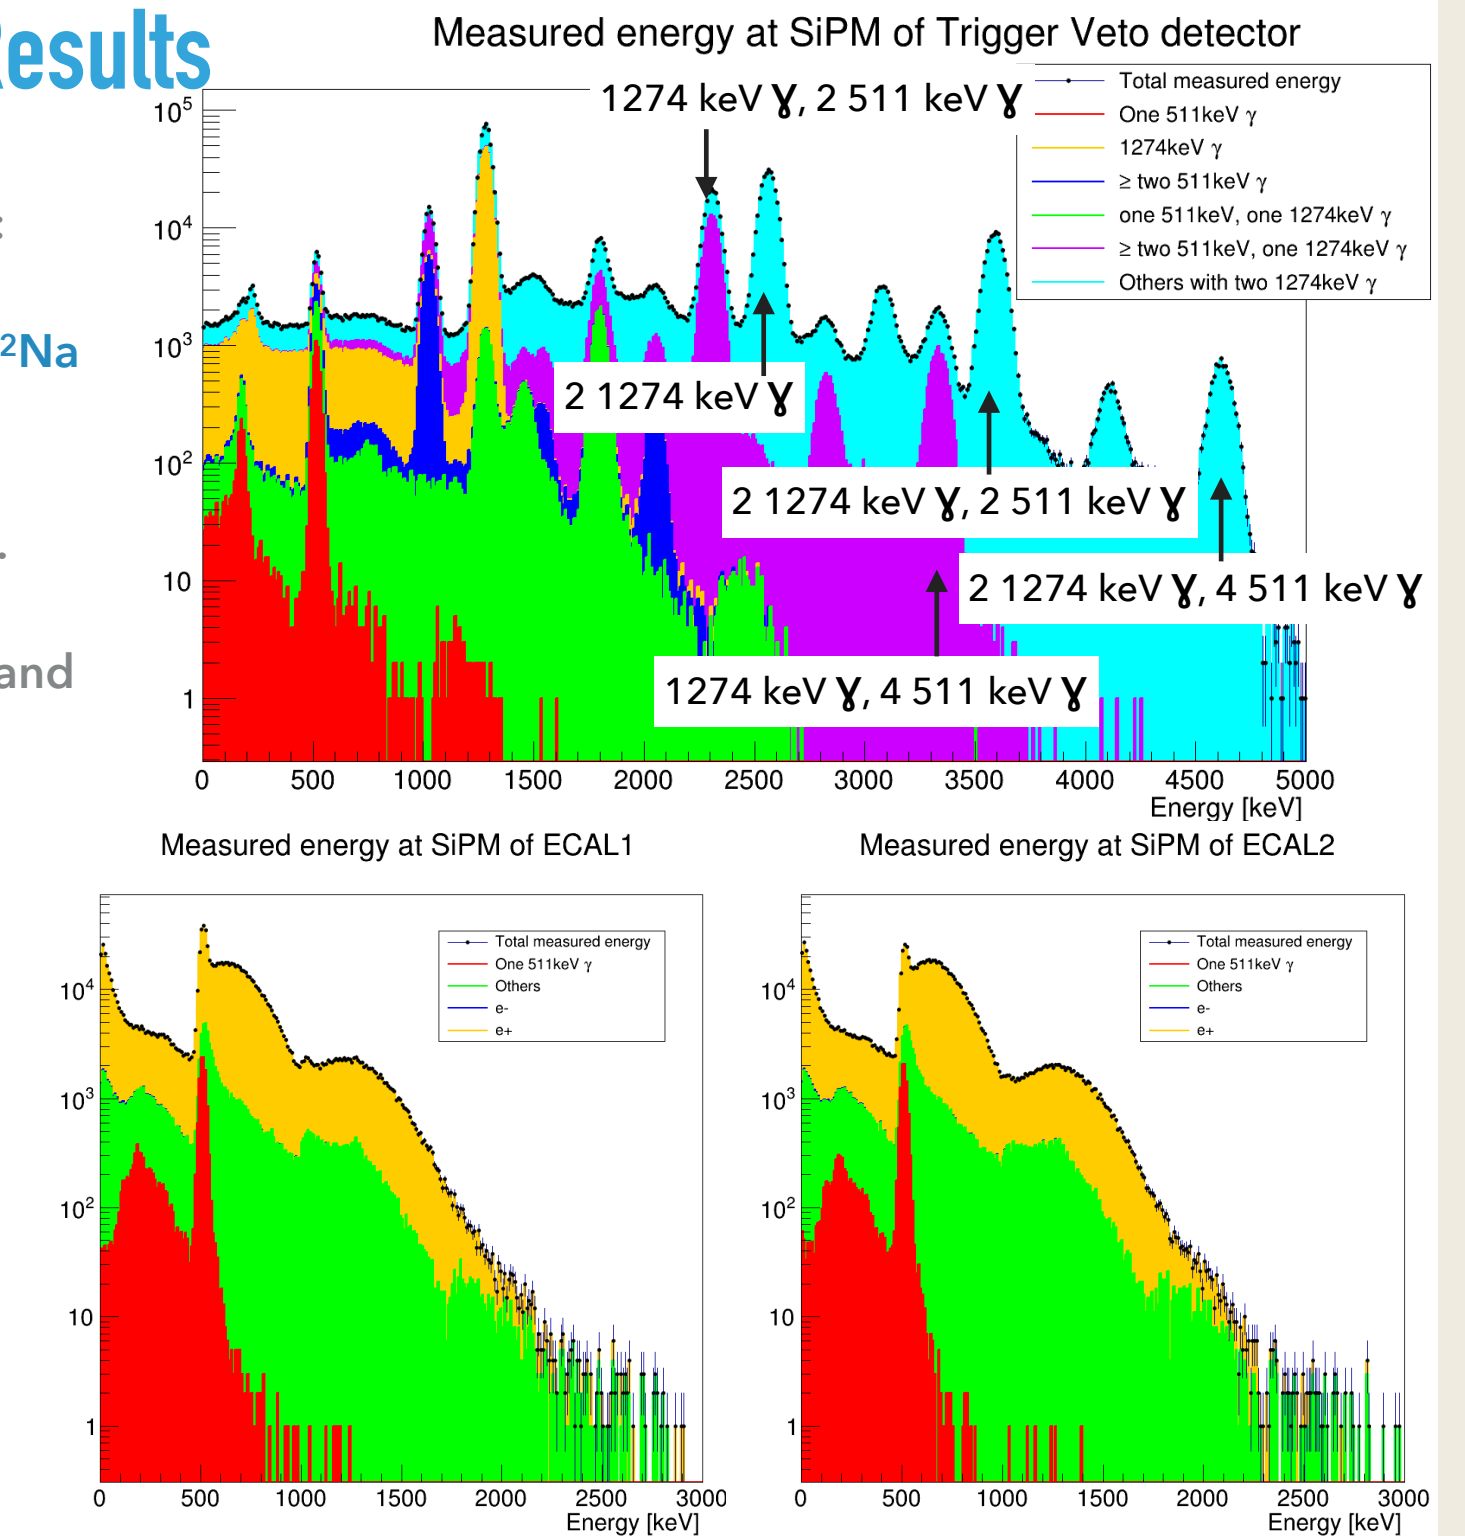 Results
Measured energy at SiPM of Trigger Veto detector
1274 keV Ɣ, 2 511 keV Ɣ
Total measured energy
One 511keV γ
1274keV γ
≥ two 511keV γ
one 511keV, one 1274keV γ
≥ two 511keV, one 1274keV γ
Others with two 1274keV γ
:
²Na
.
and
10⁵
10⁴
10³
10²
10
1
2 1274 keV Ɣ
2 1274 keV Ɣ, 2 511 keV Ɣ
2 1274 keV Ɣ, 4 511 keV Ɣ
1274 keV Ɣ, 4 511 keV Ɣ
0 500 1000 1500 2000 2500 3000 3500 4000 4500 5000
Energy [keV]
Measured energy at SiPM of ECAL1
Total measured energy
One 511keV γ
Others
e-
e+
10⁴
10³
10²
10
1
0 500 1000 1500 2000 2500 3000
Energy [keV]
Measured energy at SiPM of ECAL2
Total measured energy
One 511keV γ
Others
e-
e+
10⁴
10³
10²
10
1
0 500 1000 1500 2000 2500 3000
Energy [keV]